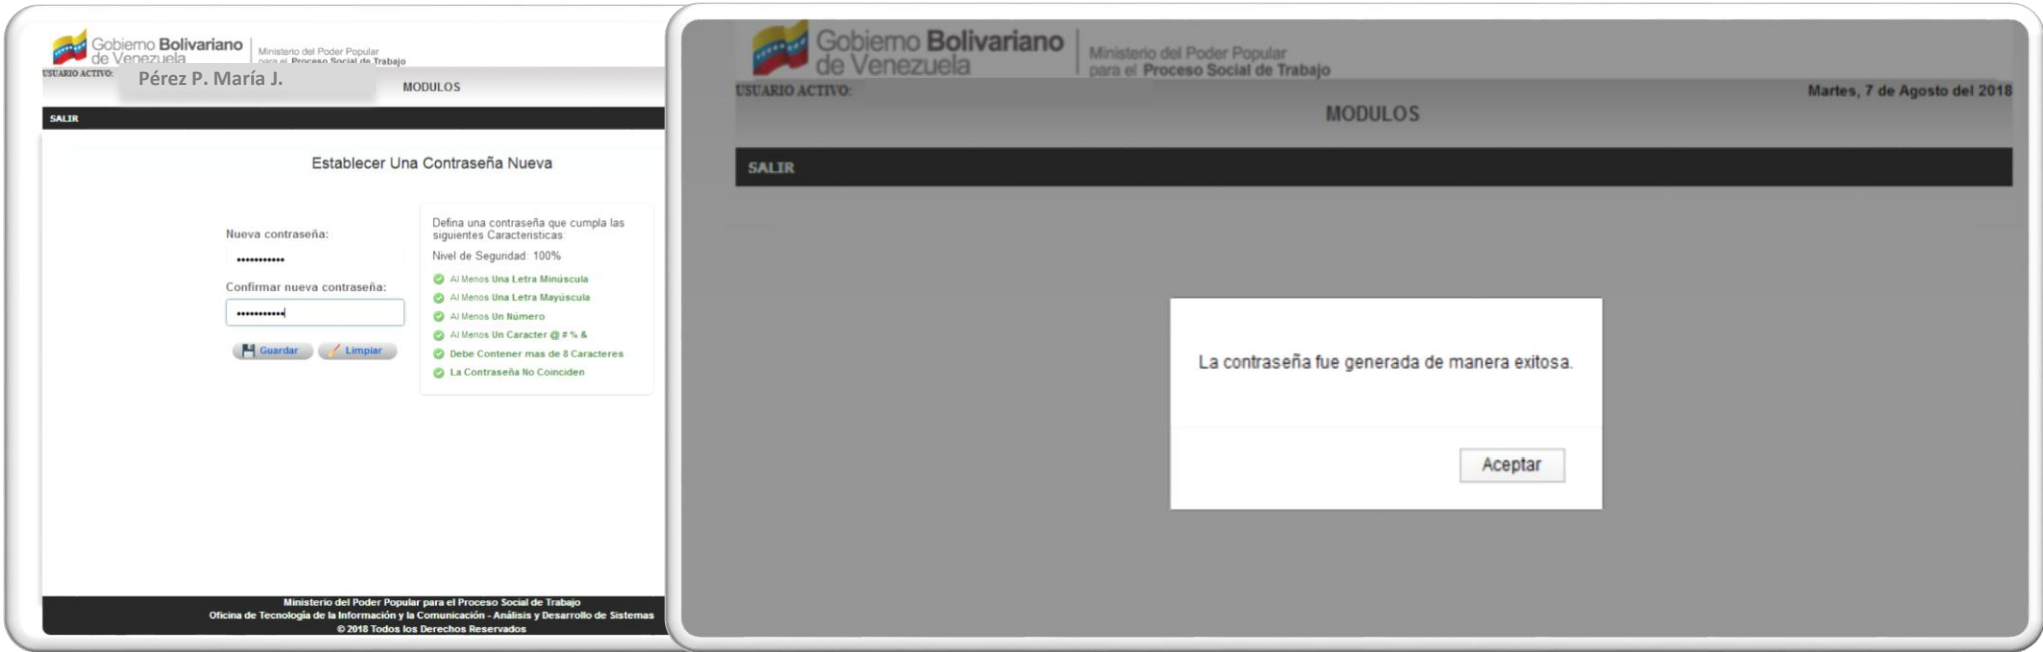 Gobierno Bolivariano
de Venezuela
Ministerio del Poder Popular
para el Proceso Social de Trabajo
USUARIO ACTIVO:
Pérez P. María J.
MODULOS
SALIR
Establecer Una Contraseña Nueva
Nueva contraseña:
•••••••••••
Confirmar nueva contraseña:
•••••••••••
Guardar
Limpiar
Defina una contraseña que cumpla las
siguientes Caracteristicas:
Nivel de Seguridad: 100%
Al Menos Una Letra Minúscula
Al Menos Una Letra Mayúscula
Al Menos Un Número
Al Menos Un Caracter @ # % &
Debe Contener mas de 8 Caracteres
La Contraseña No Coinciden
Ministerio del Poder Popular para el Proceso Social de Trabajo
Oficina de Tecnología de la Información y la Comunicación - Análisis y Desarrollo de Sistemas
© 2018 Todos los Derechos Reservados
Gobierno Bolivariano
de Venezuela
Ministerio del Poder Popular
para el Proceso Social de Trabajo
USUARIO ACTIVO:
Martes, 7 de Agosto del 2018
MODULOS
SALIR
La contraseña fue generada de manera exitosa.
Aceptar